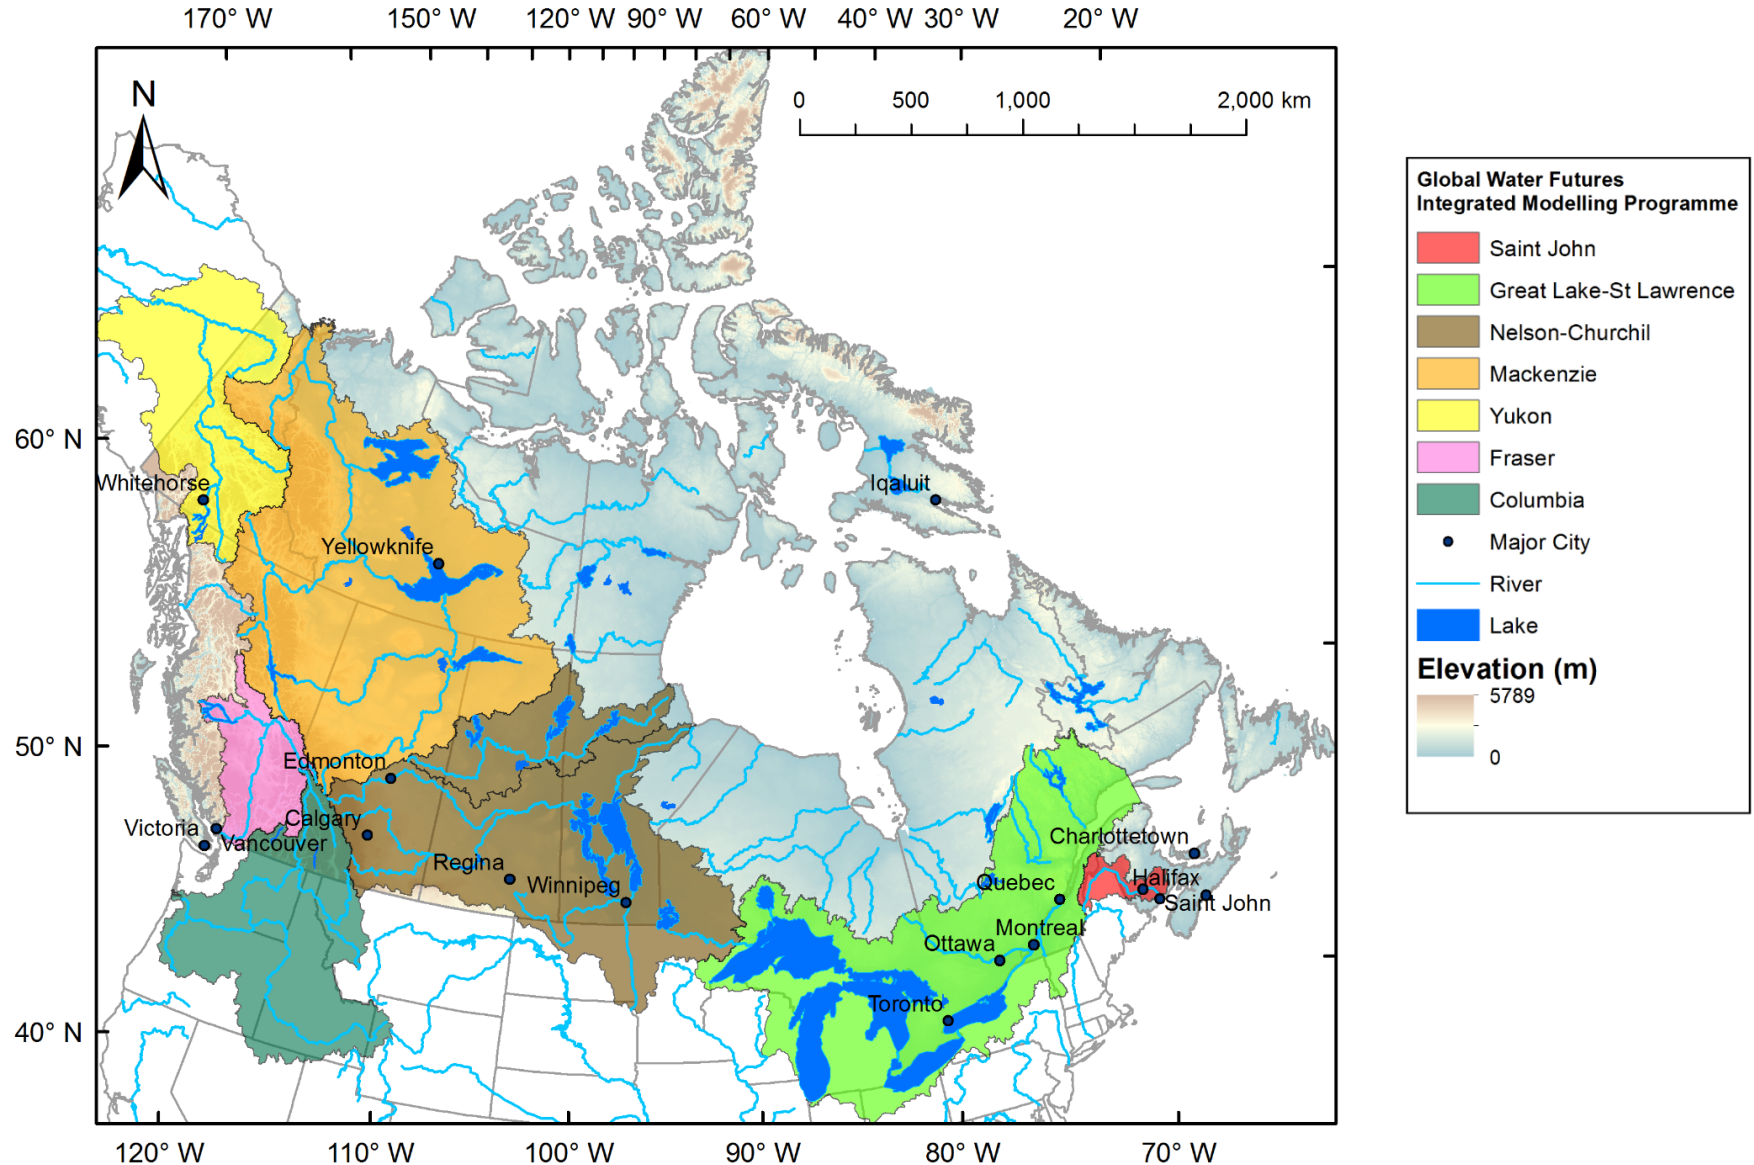 170° W 150° W 120° W 90° W 60° W 40° W 30° W 20° W
N
0 500 1,000 2,000 km
60° N
50° N
40° N
Whitehorse
Iqaluit
Yellowknife
Edmonton
Calgary
Victoria
Vancouver
Regina
Winnipeg
Charlottetown
Quebec
Halifax
Saint John
Montreal
Ottawa
Toronto
120° W 110° W 100° W 90° W 80° W 70° W
Global Water Futures
Integrated Modelling Programme
Saint John
Great Lake-St Lawrence
Nelson-Churchil
Mackenzie
Yukon
Fraser
Columbia
Major City
River
Lake
Elevation (m)
5789
0